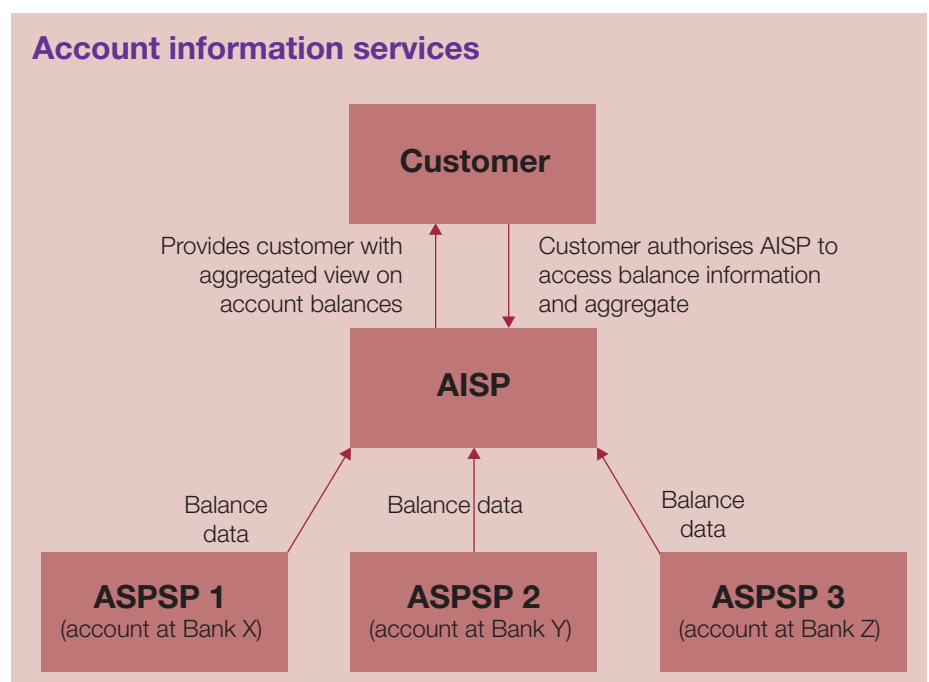 Account information services
Customer
Provides customer with
aggregated view on
account balances
Customer authorises AISP to
access balance information
and aggregate
AISP
Balance
data
Balance data
Balance
data
ASPSP 1
(account at Bank X)
ASPSP 2
(account at Bank Y)
ASPSP 3
(account at Bank Z)